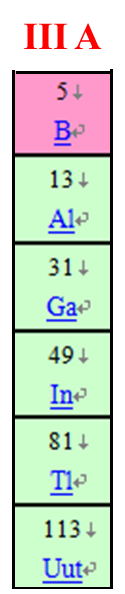 III A
5↓
B↵
13↓
Al↵
31↓
Ga↵
49↓
In↵
81↓
Tl↵
113↓
Uut↵